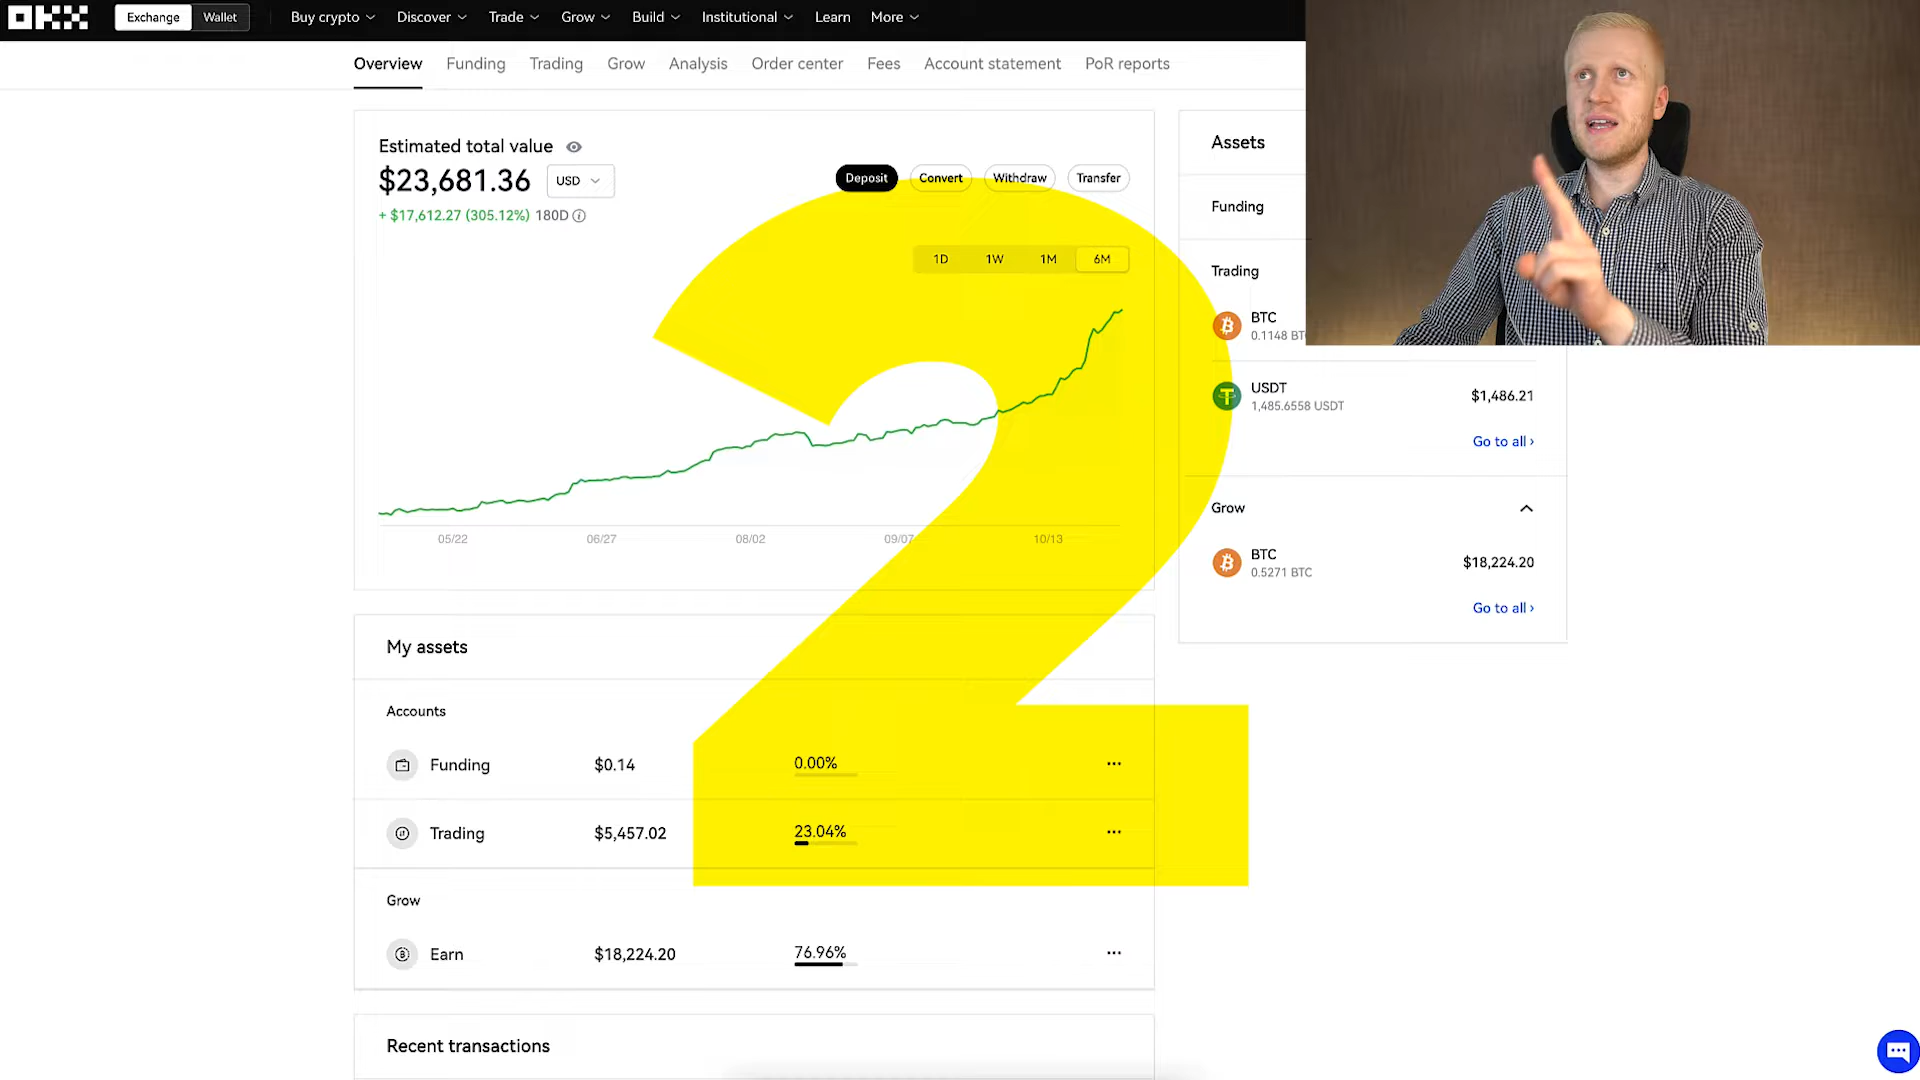 OKX Exchange Wallet Buy crypto Discover Trade Grow Build Institutional Learn More
Overview Funding Trading Grow Analysis Order center Fees Account statement PoR reports
Estimated total value
$23,681.36 USD
+ $17,612.27 (305.12%) 180D
Deposit Convert Withdraw Transfer
1D 1W 1M 6M
05/22 06/27 08/02 09/07 10/13
2
Assets
Funding
Trading
BTC
0.1148 BT
USDT
1,485.6558 USDT
$1,486.21
Go to all ›
Grow
BTC
0.5271 BTC
$18,224.20
Go to all ›
My assets
Accounts
Funding $0.14 0.00% ...
Trading $5,457.02 23.04% ...
Grow
Earn $18,224.20 76.96% ...
Recent transactions